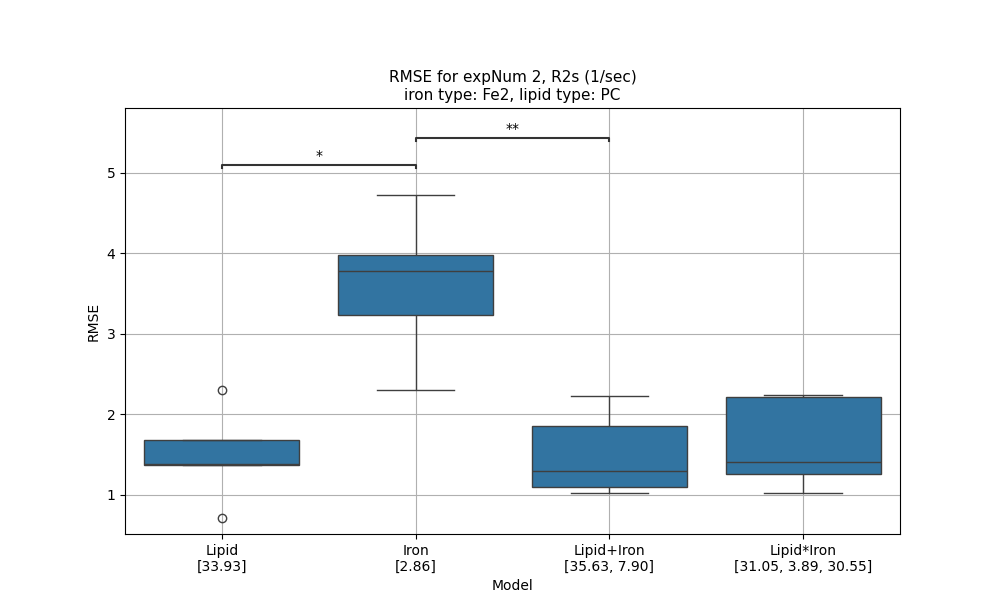 RMSE for expNum 2, R2s (1/sec)
iron type: Fe2, lipid type: PC
**
*
5
4
3
2
1
RMSE
Lipid
[33.93]
Iron
[2.86]
Lipid+Iron
[35.63, 7.90]
Lipid*Iron
[31.05, 3.89, 30.55]
Model